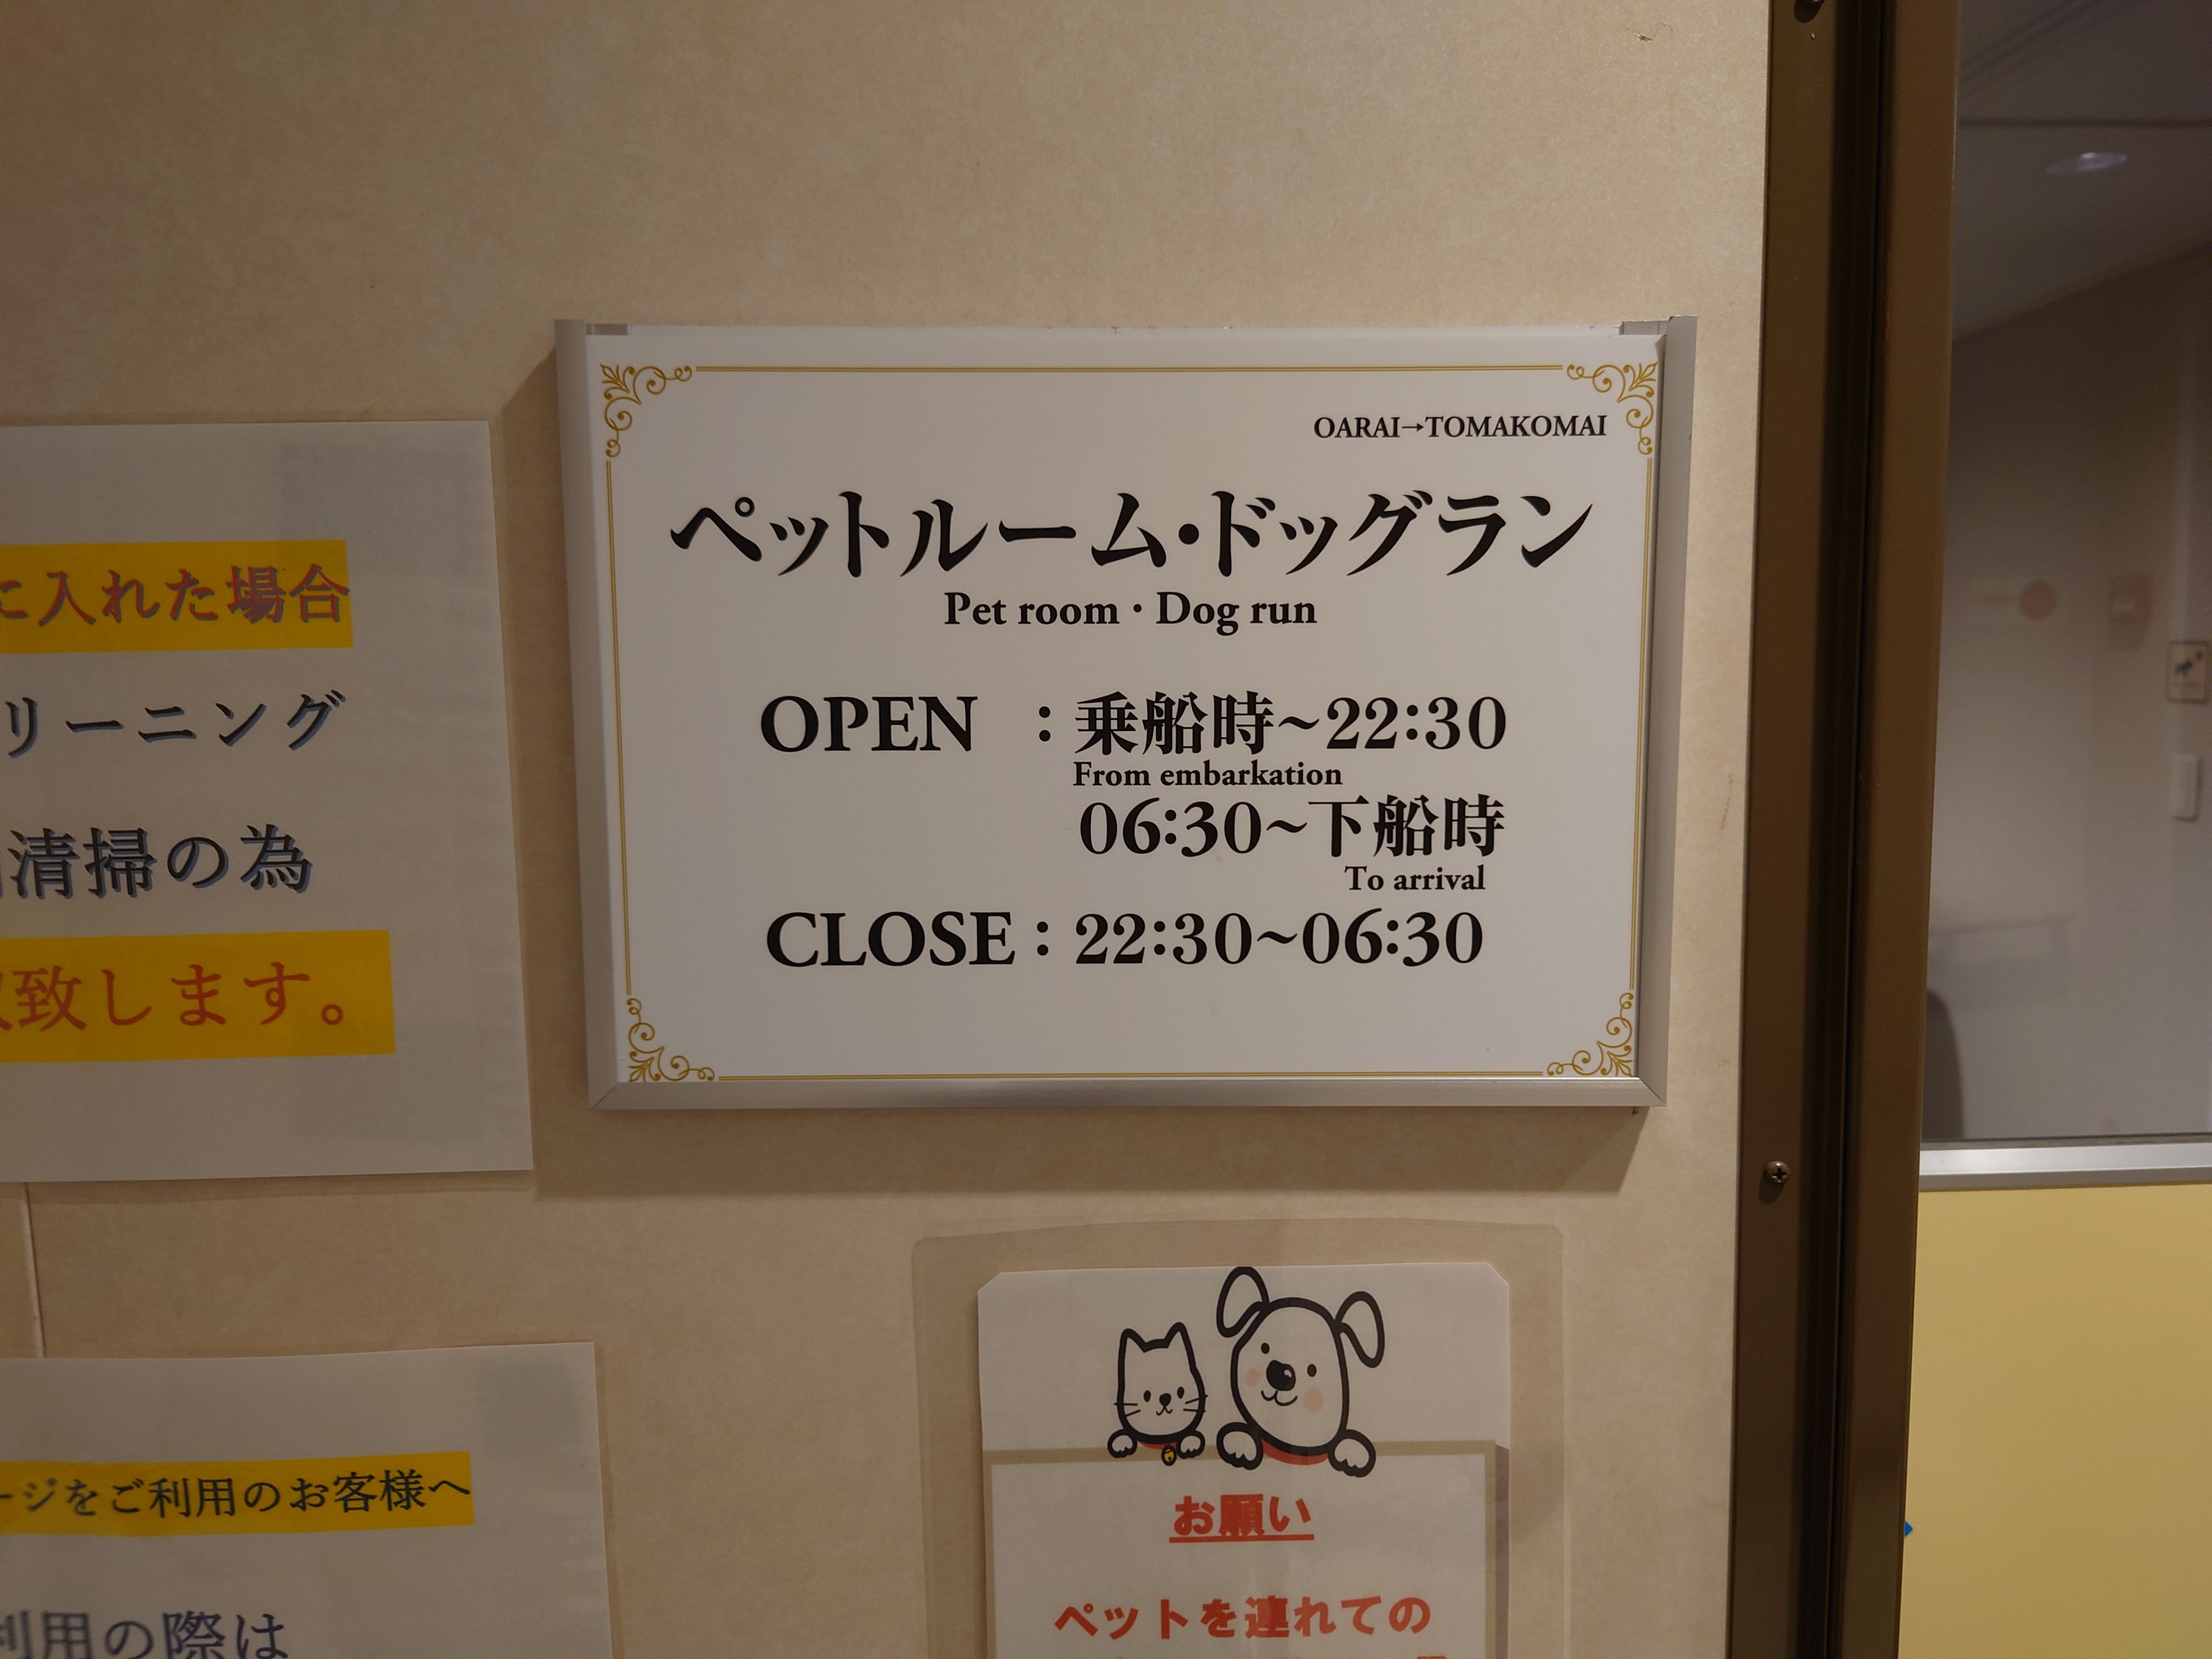 に入れた場合
リーニング
清掃の為
致します。
OARAI→TOMAKOMAI
ペットルーム・ドッグラン
Pet room・Dog run
OPEN :乗船時~22:30
From embarkation
06:30~下船時
To arrival
CLOSE:22:30~06:30
ージをご利用のお客様へ
利用の際は
お願い
ペットを連れての